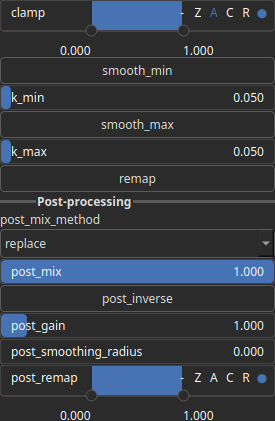 clamp - Z A C R
0.000 1.000
smooth_min
k_min 0.050
smooth_max
k_max 0.050
remap
Post-processing
post_mix_method
replace
post_mix 1.000
post_inverse
post_gain 1.000
post_smoothing_radius 0.000
post_remap - Z A C R
0.000 1.000